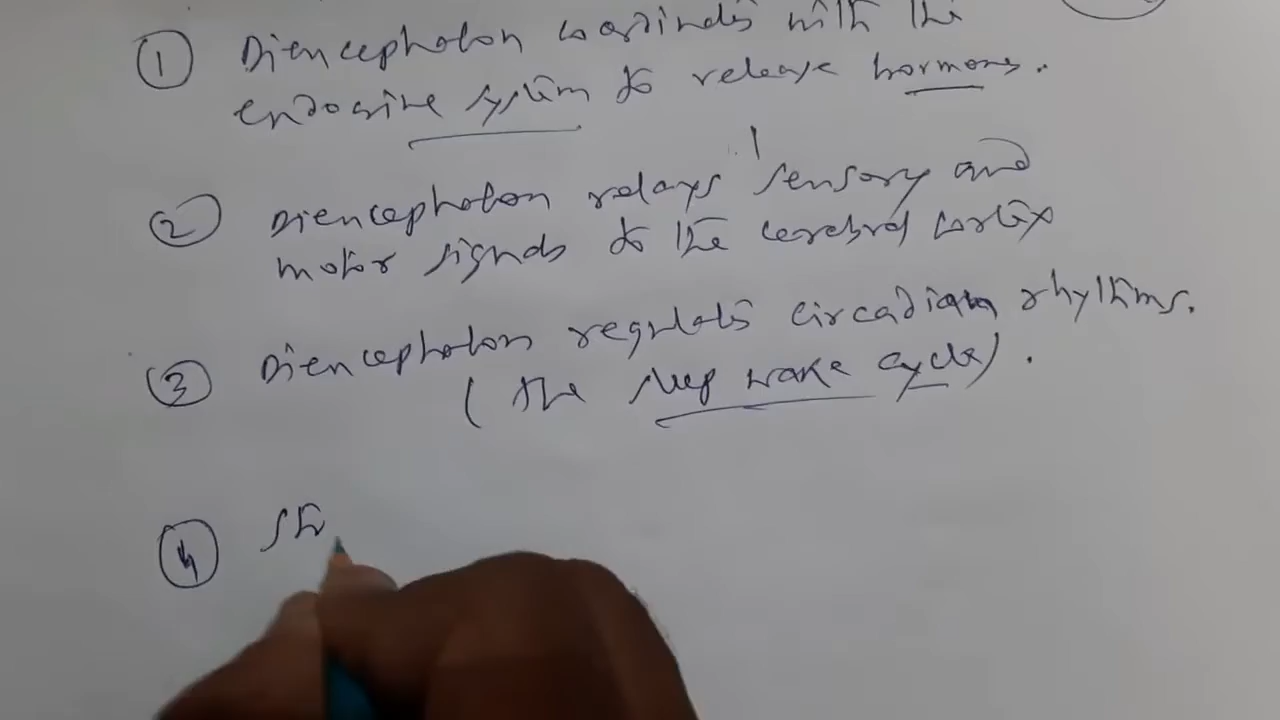 ① Diencephalon coordinates with the
endocrine system to release hormones.
② Diencephalon relays sensory and
motor signals to the cerebral cortex
③ Diencephalon regulates circadian rhythms.
(the sleep wake cycle).
④